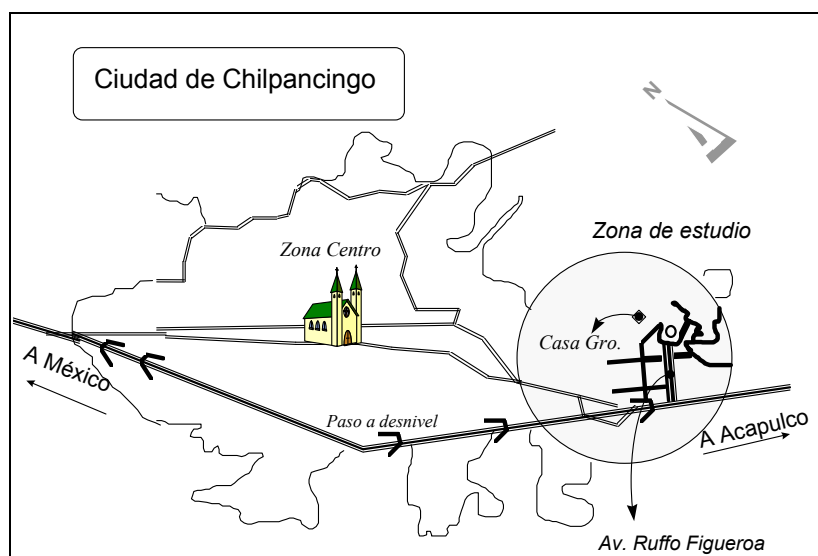 Ciudad de Chilpancingo
N
Zona de estudio
Zona Centro
Casa Gro.
A México
Paso a desnivel
A Acapulco
Av. Ruffo Figueroa